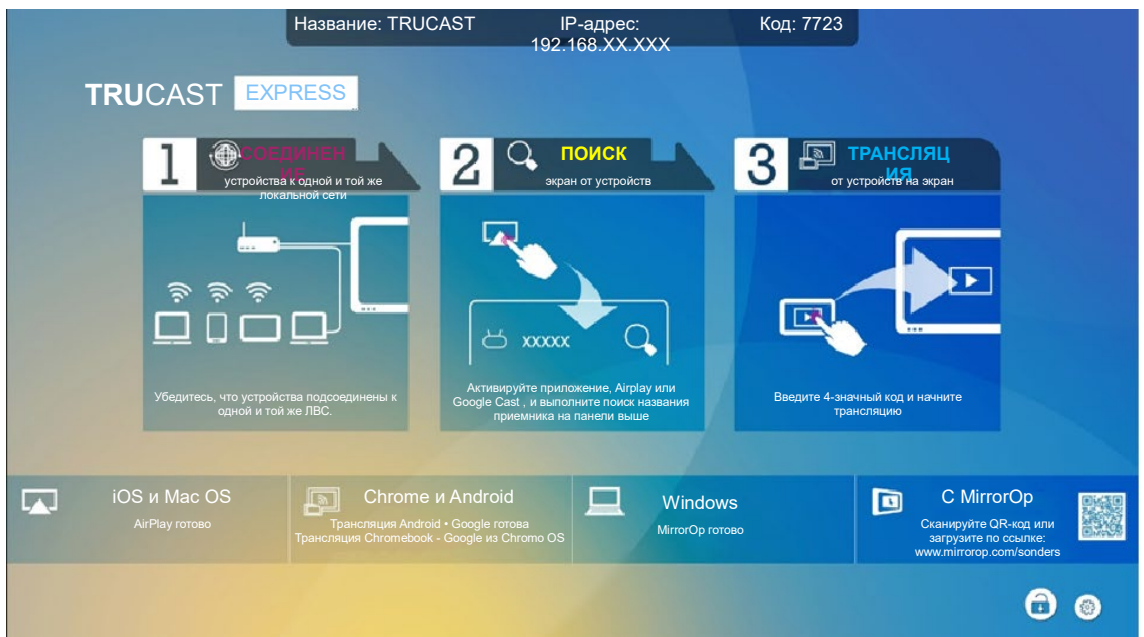 Название: TRUCAST
IP-адрес:
192.168.XX.XXX
Код: 7723
TRUCAST EXPRESS
1
СОЕДИНЕН
ИЕ
устройства к одной и той же
локальной сети
Убедитесь, что устройства подсоединены к
одной и той же ЛВС.
2
ПОИСК
экран от устройств
xxxxx
Активируйте приложение, Airplay или
Google Cast , и выполните поиск названия
приемника на панели выше
3
ТРАНСЛЯЦ
ИЯ
от устройств на экран
Введите 4-значный код и начните
трансляцию
iOS и Mac OS
AirPlay готово
Chrome и Android
Трансляция Android • Google готова
Трансляция Chromebook - Google из Chromo OS
Windows
MirrorOp готово
С MirrorOp
Сканируйте QR-код или
загрузите по ссылке:
www.mirrorop.com/sonders